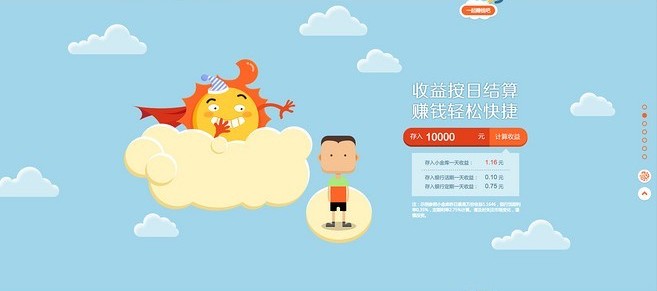 一起赚钱吧
收益按日结算
赚钱轻松快捷
存入 10000 元 计算收益
存入小金库一天收益： 1.16 元
存入银行活期一天收益： 0.10 元
存入银行定期一天收益： 0.75 元